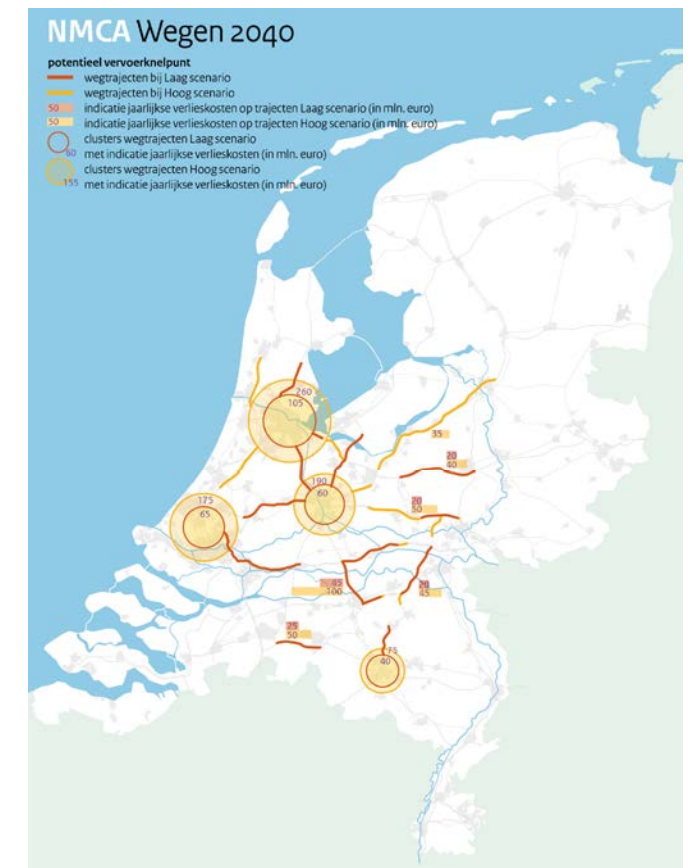 NMCA Wegen 2040
potentieel vervoerknelpunt
wegtrajecten bij Laag scenario
wegtrajecten bij Hoog scenario
50 indicatie jaarlijkse verlieskosten op trajecten Laag scenario (in mln. euro)
50 indicatie jaarlijkse verlieskosten op trajecten Hoog scenario (in mln. euro)
clusters wegtrajecten Laag scenario
60 met indicatie jaarlijkse verlieskosten (in mln. euro)
clusters wegtrajecten Hoog scenario
155 met indicatie jaarlijkse verlieskosten (in mln. euro)
260
105
35
20
40
190
60
175
65
20
50
45
100
20
45
25
50
75
40